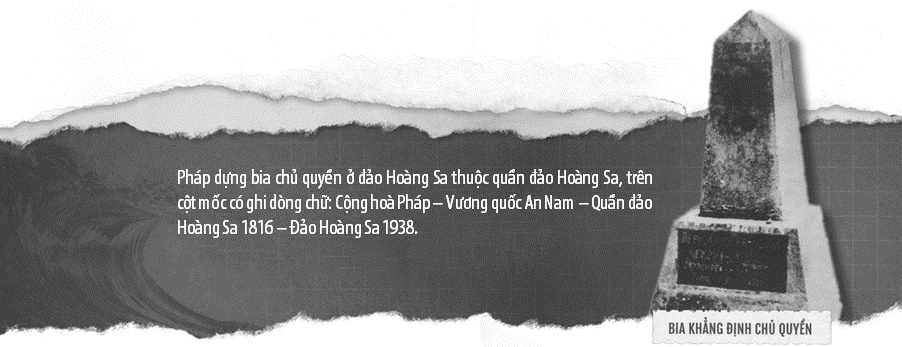 Pháp dựng bia chủ quyền ở đảo Hoàng Sa thuộc quần đảo Hoàng Sa, trên
cột mốc có ghi dòng chữ: Cộng hoà Pháp – Vương quốc An Nam – Quần đảo
Hoàng Sa 1816 – Đảo Hoàng Sa 1938.
BIA KHẲNG ĐỊNH CHỦ QUYỀN